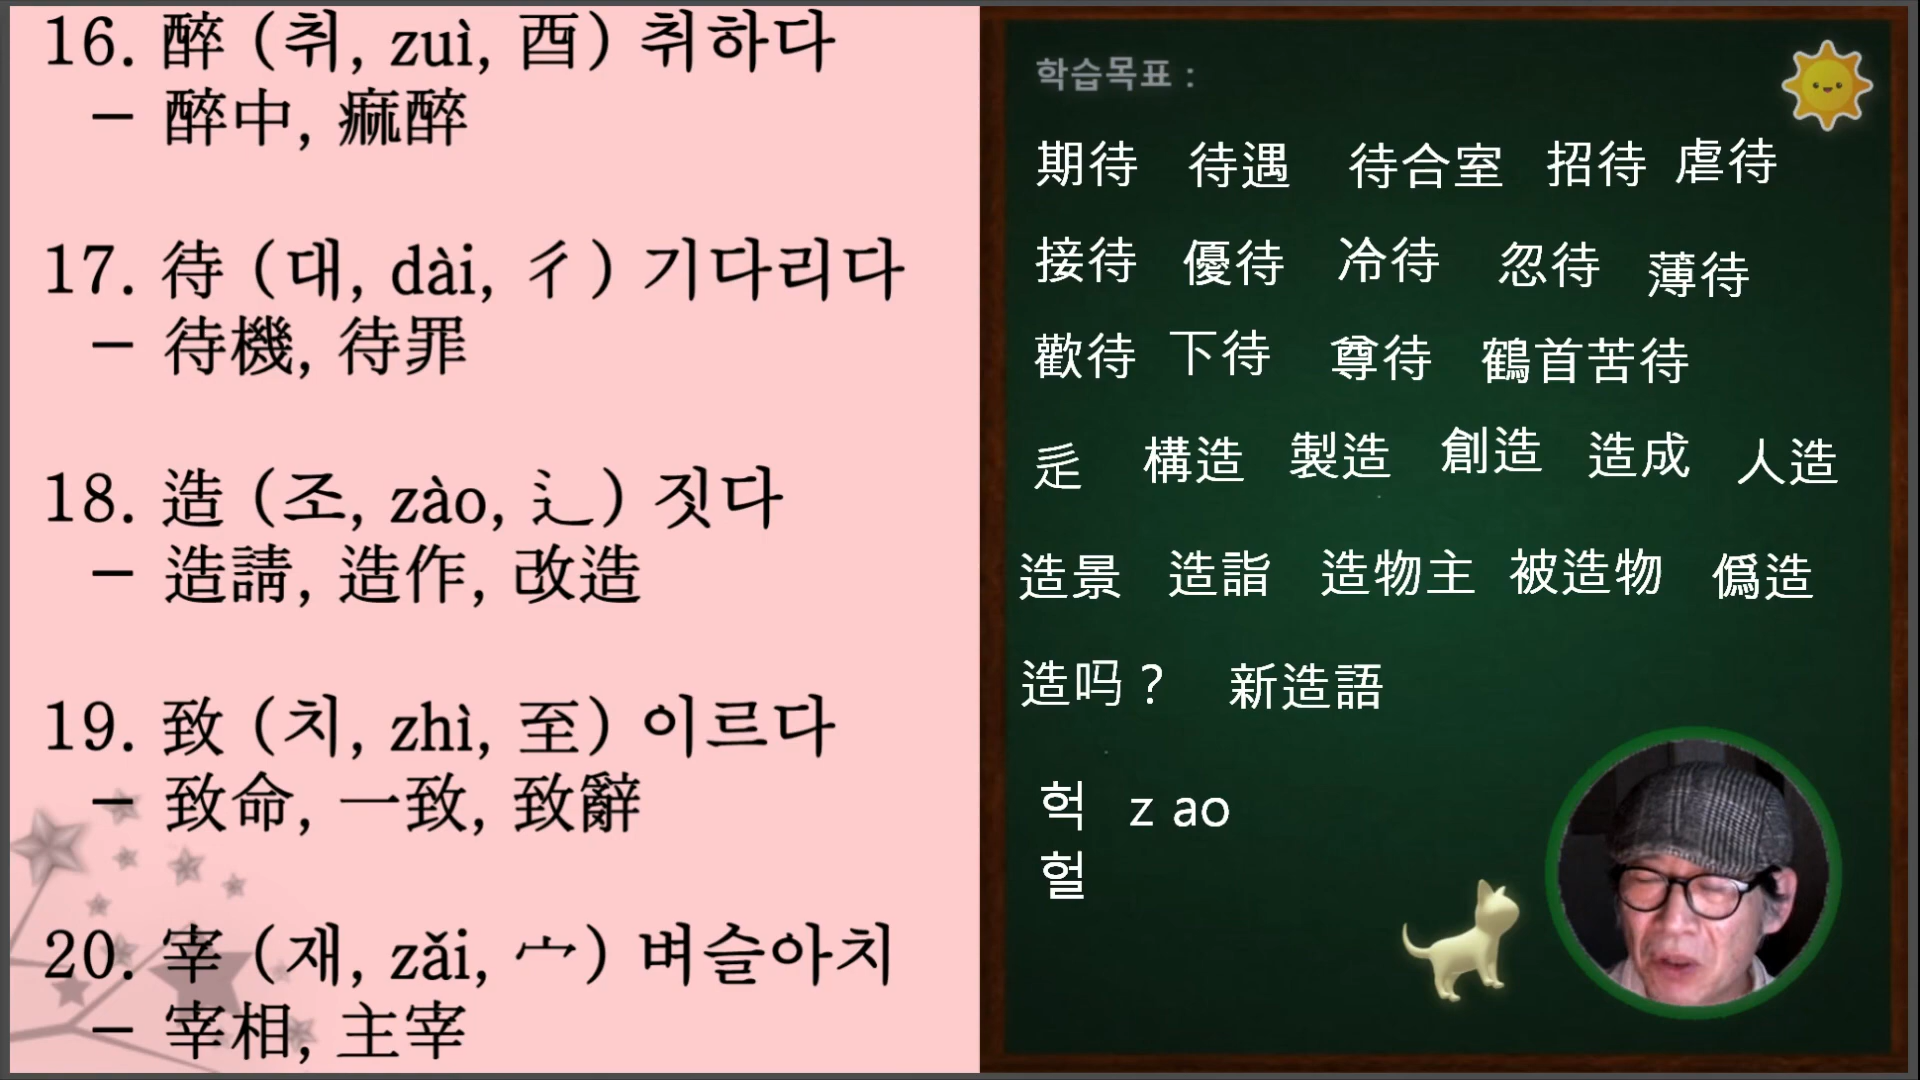 16. 醉 (취, zuì, 酉) 취하다
– 醉中, 痲醉
17. 待 (대, dài, 彳) 기다리다
– 待機, 待罪
18. 造 (조, zào, 辶) 짓다
– 造請, 造作, 改造
19. 致 (치, zhì, 至) 이르다
– 致命, 一致, 致辭
20. 宰 (재, zǎi, 宀) 벼슬아치
– 宰相, 主宰
학습목표 :
期待 待遇 待合室 招待 虐待
接待 優待 冷待 忽待 薄待
歡待 下待 尊待 鶴首苦待
辵 構造 製造 創造 造成 人造
造景 造詣 造物主 被造物 僞造
造吗？ 新造語
헉 z ao
헐